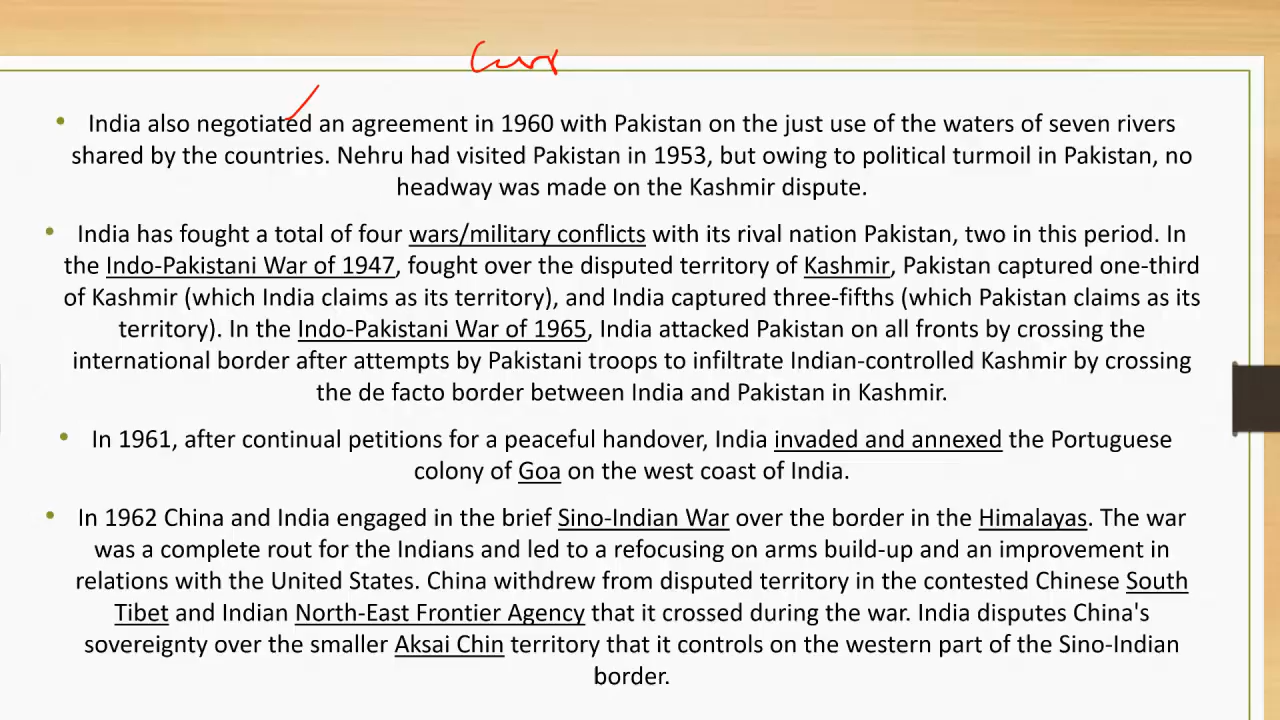 • India also negotiated an agreement in 1960 with Pakistan on the just use of the waters of seven rivers
shared by the countries. Nehru had visited Pakistan in 1953, but owing to political turmoil in Pakistan, no
headway was made on the Kashmir dispute.
• India has fought a total of four wars/military conflicts with its rival nation Pakistan, two in this period. In
the Indo-Pakistani War of 1947, fought over the disputed territory of Kashmir, Pakistan captured one-third
of Kashmir (which India claims as its territory), and India captured three-fifths (which Pakistan claims as its
territory). In the Indo-Pakistani War of 1965, India attacked Pakistan on all fronts by crossing the
international border after attempts by Pakistani troops to infiltrate Indian-controlled Kashmir by crossing
the de facto border between India and Pakistan in Kashmir.
• In 1961, after continual petitions for a peaceful handover, India invaded and annexed the Portuguese
colony of Goa on the west coast of India.
• In 1962 China and India engaged in the brief Sino-Indian War over the border in the Himalayas. The war
was a complete rout for the Indians and led to a refocusing on arms build-up and an improvement in
relations with the United States. China withdrew from disputed territory in the contested Chinese South
Tibet and Indian North-East Frontier Agency that it crossed during the war. India disputes China's
sovereignty over the smaller Aksai Chin territory that it controls on the western part of the Sino-Indian
border.